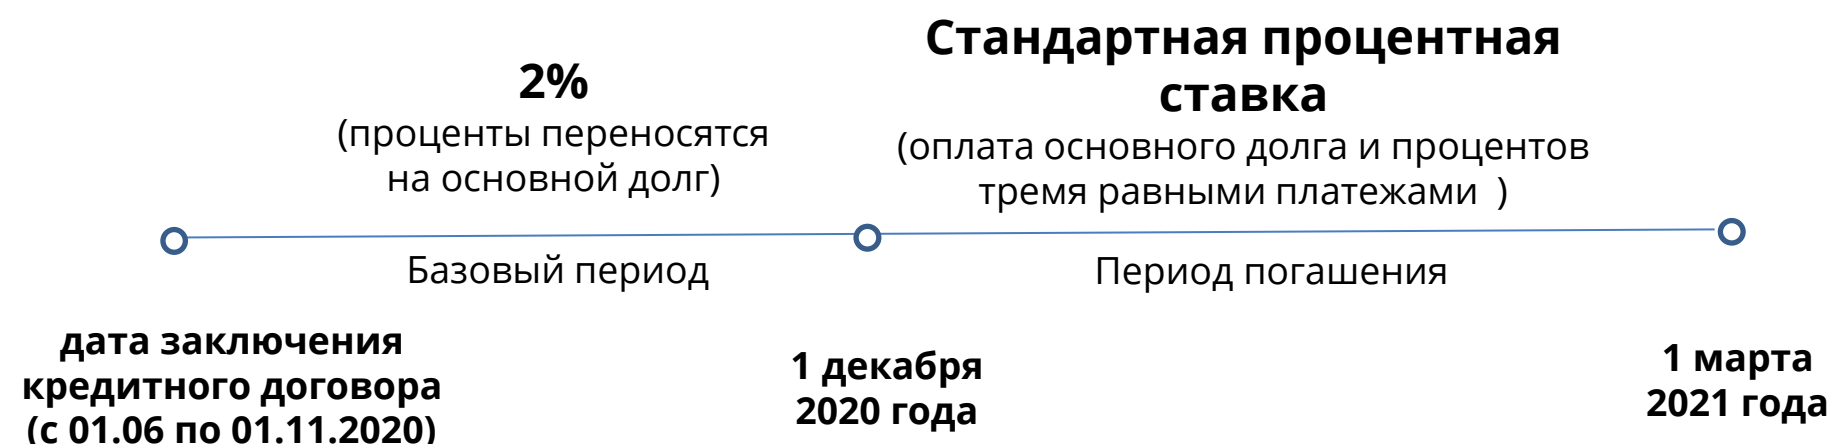 2%
(проценты переносятся
на основной долг)
Стандартная процентная
ставка
(оплата основного долга и процентов
тремя равными платежами  )
Базовый период
Период погашения
дата заключения
кредитного договора
(с 01.06 по 01.11.2020)
1 декабря
2020 года
1 марта
2021 года